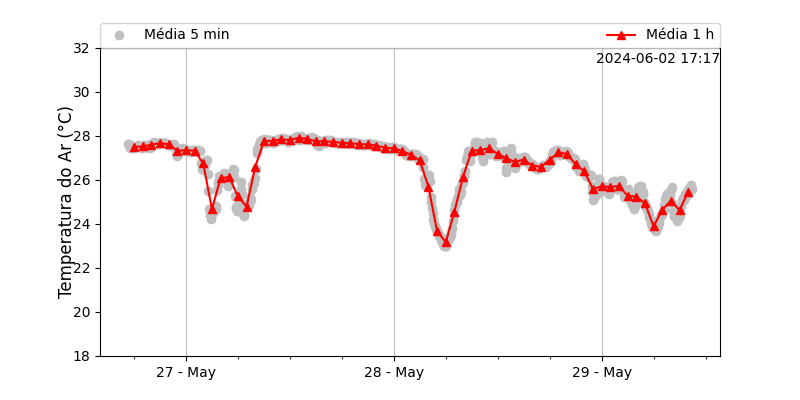 Média 5 min
Média 1 h
2024-06-02 17:17
Temperatura do Ar (°C)
32
30
28
26
24
22
20
18
27 - May
28 - May
29 - May